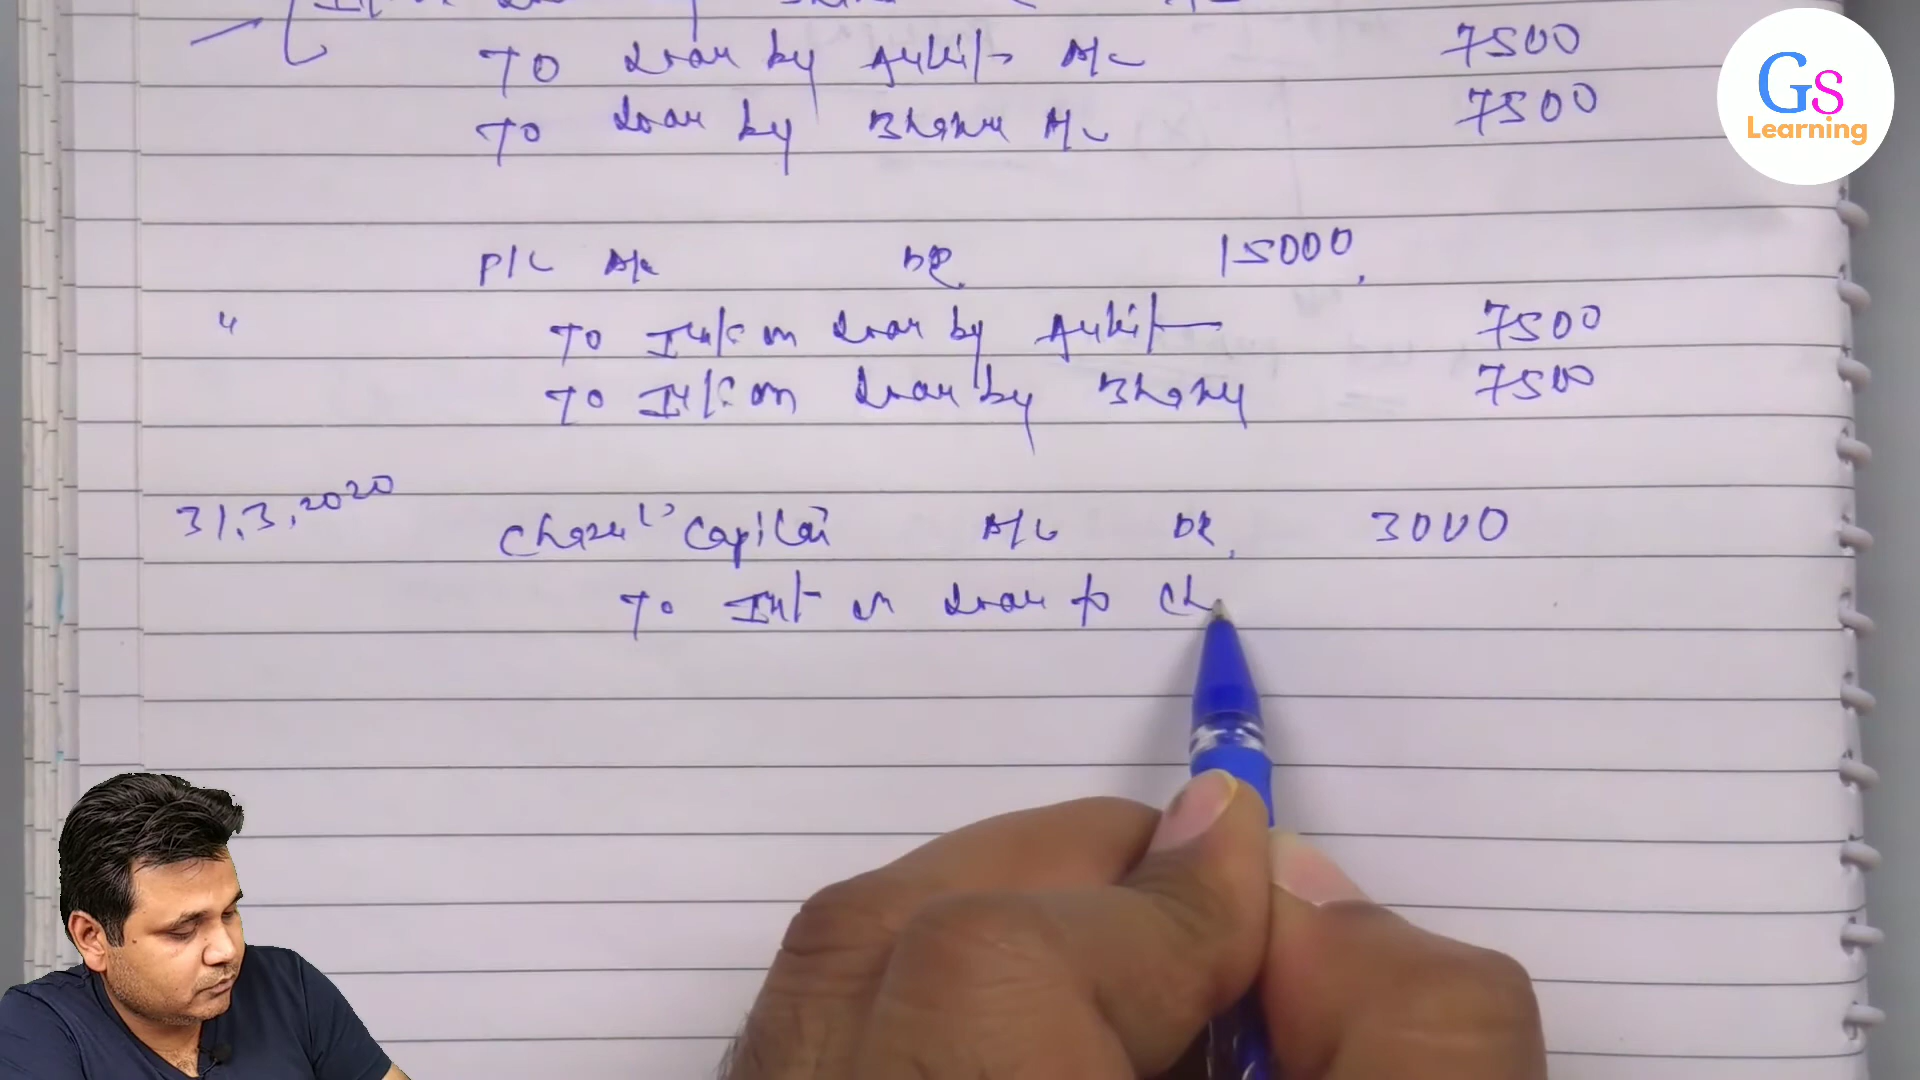 To Loan by Ankit A/c 7500
To Loan by Bhanu A/c 7500
P/L A/c DR. 15000
" To Int. on Loan by Ankit 7500
To Int. on Loan by Bhanu 7500
31.3.2020 Charu's Capital A/c DR. 3000
To Int on Loan to Ch
Gs
Learning